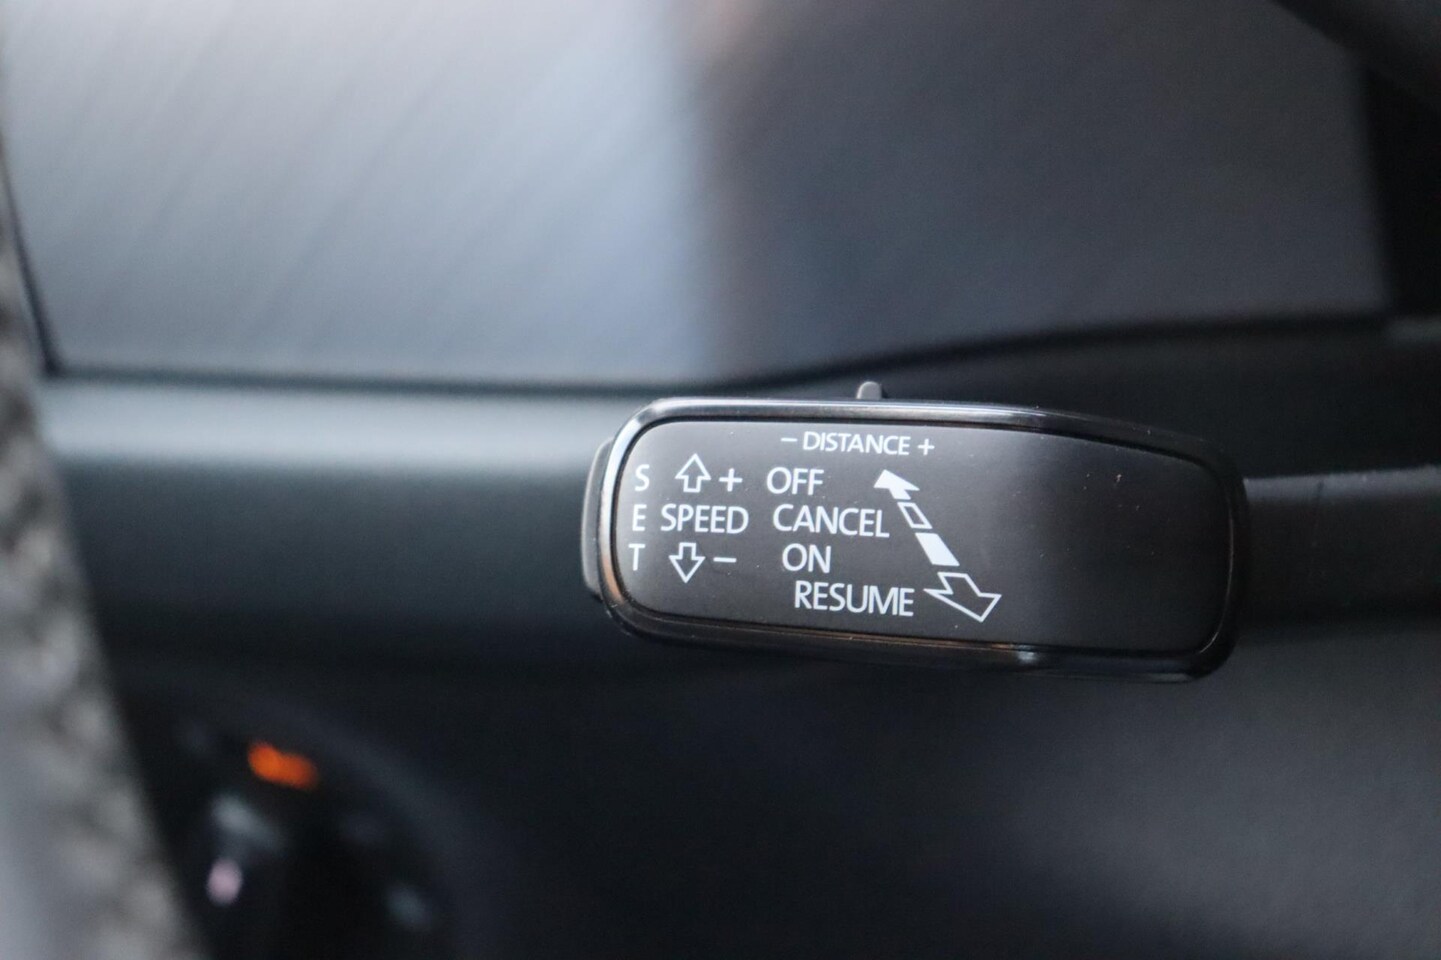 – DISTANCE +
S + OFF
E SPEED CANCEL
T – ON
RESUME